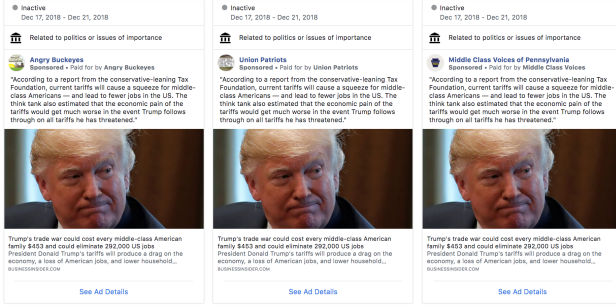 Inactive
Dec 17, 2018 - Dec 21, 2018
Related to politics or issues of importance
Angry Buckeyes
Sponsored • Paid for by Angry Buckeyes
"According to a report from the conservative-leaning Tax
Foundation, current tariffs will cause a squeeze for middle-
class Americans — and lead to fewer jobs in the US. The
think tank also estimated that the economic pain of the
tariffs would get much worse in the event Trump follows
through on all tariffs he has threatened."
Trump's trade war could cost every middle-class American
family $453 and could eliminate 292,000 US jobs
President Donald Trump's tariffs will produce a drag on the
economy, a loss of American jobs, and lower household...
BUSINESSINSIDER.COM
See Ad Details
Inactive
Dec 17, 2018 - Dec 21, 2018
Related to politics or issues of importance
Union Patriots
Sponsored • Paid for by Union Patriots
"According to a report from the conservative-leaning Tax
Foundation, current tariffs will cause a squeeze for middle-
class Americans — and lead to fewer jobs in the US. The
think tank also estimated that the economic pain of the
tariffs would get much worse in the event Trump follows
through on all tariffs he has threatened."
Trump's trade war could cost every middle-class American
family $453 and could eliminate 292,000 US jobs
President Donald Trump's tariffs will produce a drag on the
economy, a loss of American jobs, and lower household...
BUSINESSINSIDER.COM
See Ad Details
Inactive
Dec 17, 2018 - Dec 21, 2018
Related to politics or issues of importance
Middle Class Voices of Pennsylvania
Sponsored • Paid for by Middle Class Voices
"According to a report from the conservative-leaning Tax
Foundation, current tariffs will cause a squeeze for middle-
class Americans — and lead to fewer jobs in the US. The
think tank also estimated that the economic pain of the
tariffs would get much worse in the event Trump follows
through on all tariffs he has threatened."
Trump's trade war could cost every middle-class American
family $453 and could eliminate 292,000 US jobs
President Donald Trump's tariffs will produce a drag on the
economy, a loss of American jobs, and lower household...
BUSINESSINSIDER.COM
See Ad Details